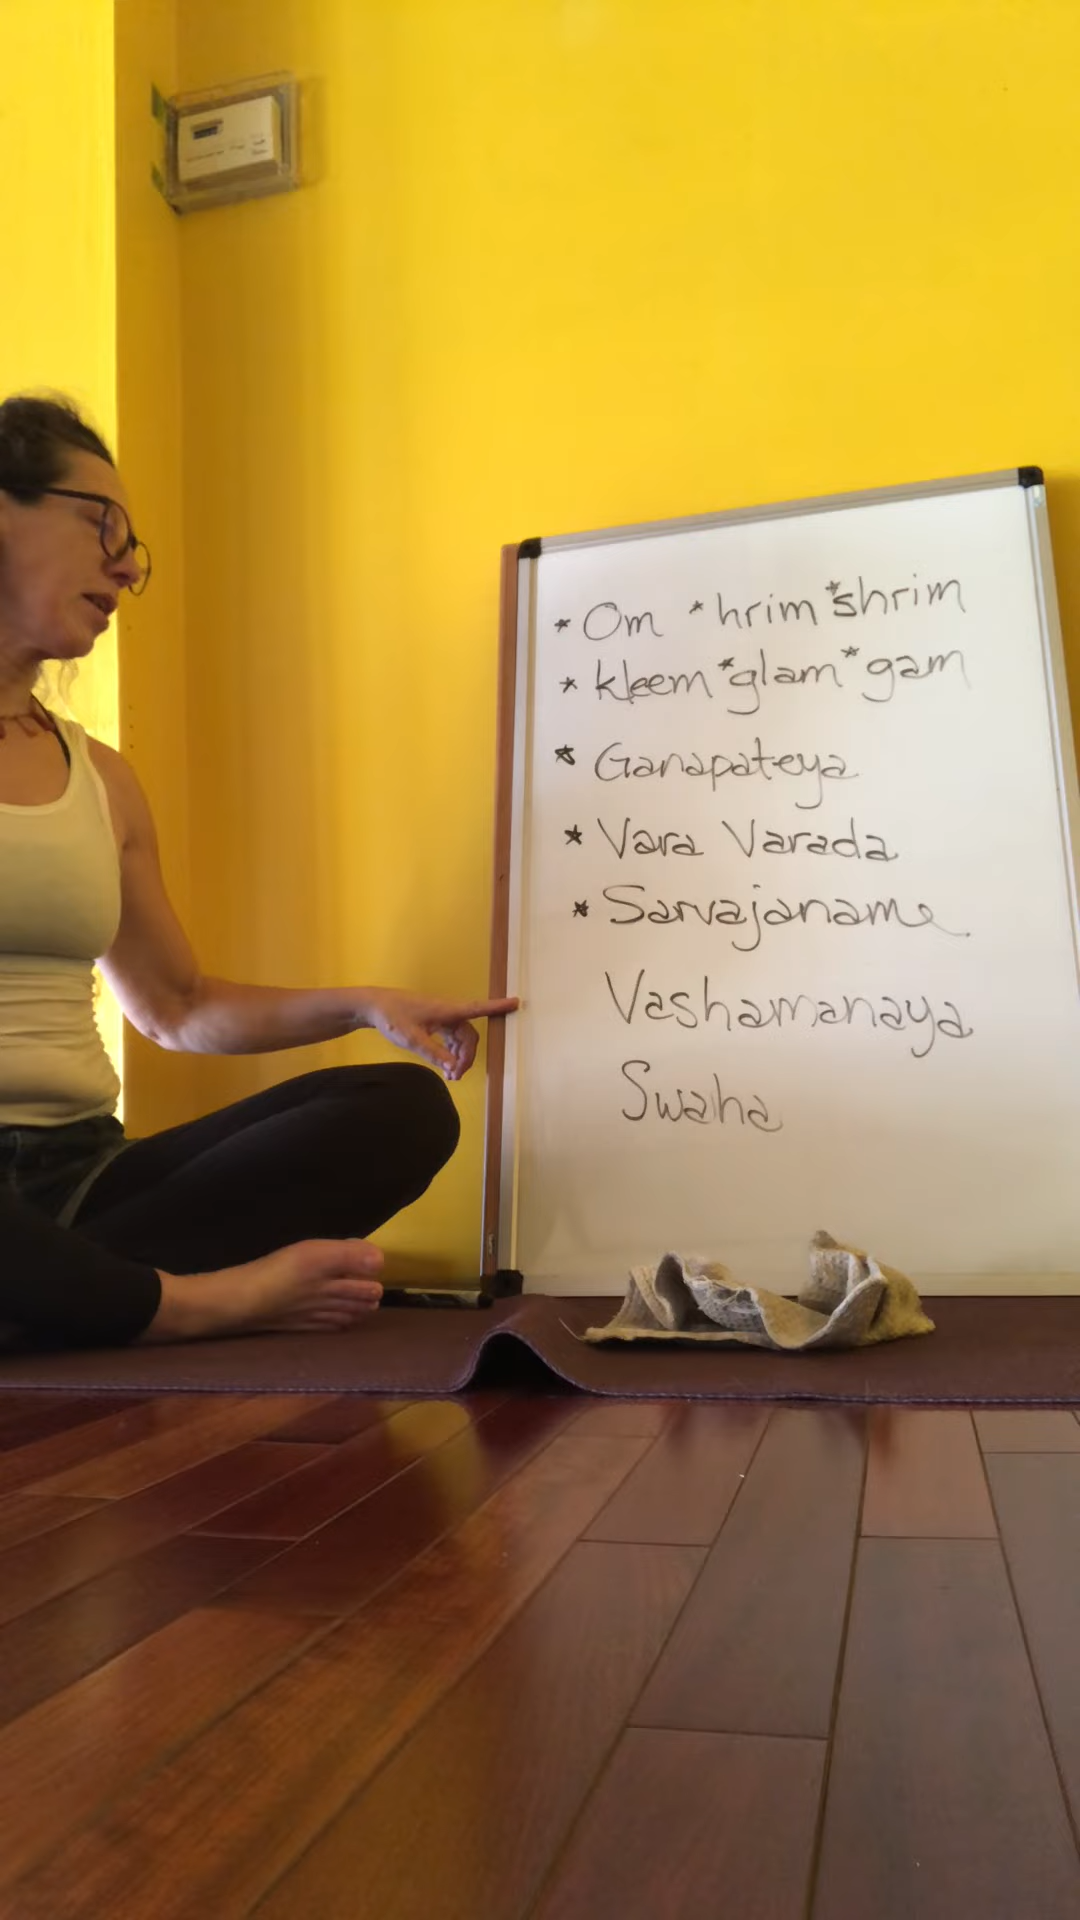 * Om * hrim * shrim
* kleem * glam * gam
* Ganapateya
* Vara Varada
* Sarvajaname
Vashamanaya
Swaha